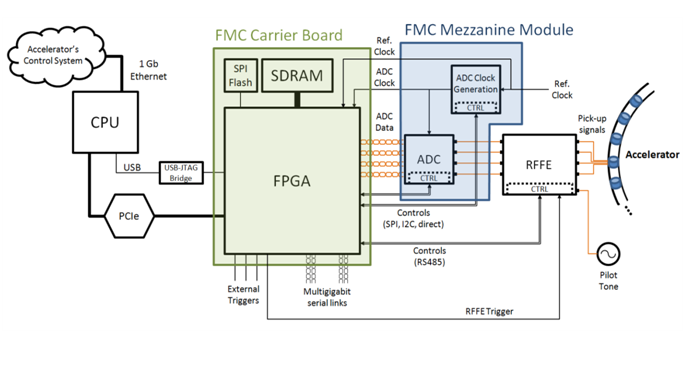 Accelerator's
Control System
1 Gb
Ethernet
CPU
USB
USB-JTAG
Bridge
PCIe
FMC Carrier Board
SPI
Flash
SDRAM
FPGA
External
Triggers
Multigigabit
serial links
Ref.
Clock
ADC
Clock
ADC
Data
FMC Mezzanine Module
ADC Clock
Generation
CTRL
ADC
CTRL
Controls
(SPI, I2C, direct)
Controls
(RS485)
RFFE Trigger
Ref.
Clock
RFFE
CTRL
Pick-up
signals
Accelerator
Pilot
Tone